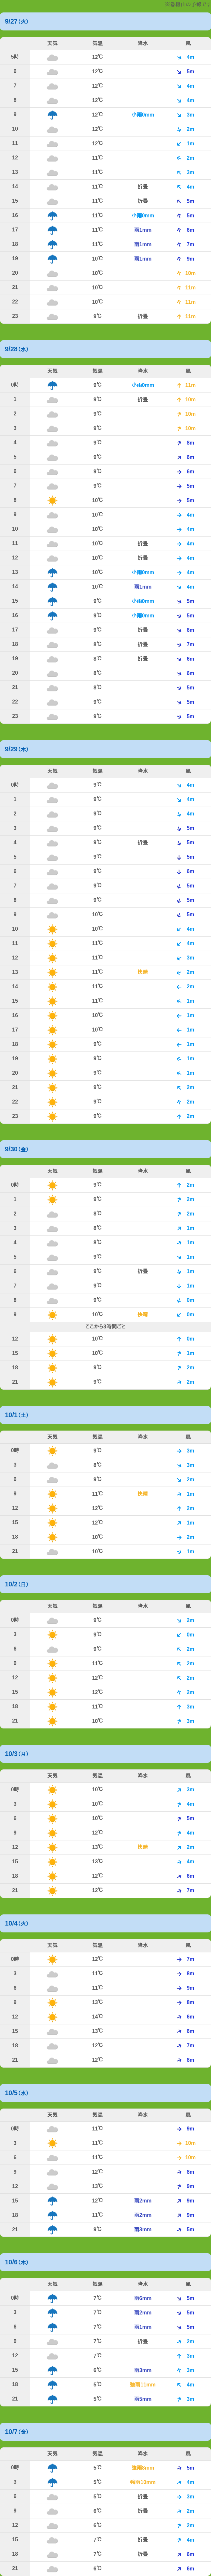 9/27(火)
天気 気温 降水 風
5時 12℃ 4m
6 12℃ 5m
7 12℃ 4m
8 12℃ 4m
9 12℃ 小雨0mm 3m
10 12℃ 2m
11 12℃ 1m
12 11℃ 2m
13 11℃ 3m
14 11℃ 折畳 4m
15 11℃ 折畳 5m
16 11℃ 小雨0mm 5m
17 11℃ 雨1mm 6m
18 11℃ 雨1mm 7m
19 10℃ 雨1mm 9m
20 10℃ 10m
21 10℃ 11m
22 10℃ 11m
23 9℃ 折畳 11m
9/28(水)
天気 気温 降水 風
0時 9℃ 小雨0mm 11m
1 9℃ 折畳 10m
2 9℃ 10m
3 9℃ 10m
4 9℃ 8m
5 9℃ 6m
6 9℃ 6m
7 9℃ 5m
8 10℃ 5m
9 10℃ 4m
10 10℃ 4m
11 10℃ 折畳 4m
12 10℃ 折畳 4m
13 10℃ 小雨0mm 4m
14 10℃ 雨1mm 4m
15 9℃ 小雨0mm 5m
16 9℃ 小雨0mm 5m
17 9℃ 折畳 6m
18 8℃ 折畳 7m
19 8℃ 折畳 6m
20 8℃ 6m
21 8℃ 5m
22 8℃ 5m
23 9℃ 5m
9/29(木)
天気 気温 降水 風
0時 9℃ 4m
1 9℃ 4m
2 9℃ 4m
3 9℃ 5m
4 9℃ 折畳 5m
5 9℃ 5m
6 9℃ 6m
7 9℃ 5m
8 9℃ 5m
9 10℃ 5m
10 10℃ 4m
11 11℃ 4m
12 11℃ 3m
13 11℃ 快晴 2m
14 11℃ 2m
15 11℃ 1m
16 10℃ 1m
17 10℃ 1m
18 9℃ 1m
19 9℃ 1m
20 9℃ 1m
21 9℃ 2m
22 9℃ 2m
23 9℃ 2m
9/30(金)
天気 気温 降水 風
0時 9℃ 2m
1 9℃ 2m
2 9℃ 2m
3 8℃ 1m
4 8℃ 1m
5 9℃ 1m
6 9℃ 折畳 1m
7 9℃ 1m
8 9℃ 0m
9 10℃ 快晴 0m
ここから3時間ごと
12 10℃ 0m
15 10℃ 1m
18 9℃ 2m
21 9℃ 2m
10/1(土)
天気 気温 降水 風
0時 9℃ 3m
3 8℃ 3m
6 9℃ 2m
9 11℃ 快晴 1m
12 12℃ 2m
15 12℃ 1m
18 10℃ 2m
21 10℃ 1m
10/2(日)
天気 気温 降水 風
0時 9℃ 2m
3 9℃ 0m
6 9℃ 2m
9 11℃ 2m
12 12℃ 2m
15 12℃ 2m
18 11℃ 3m
21 10℃ 3m
10/3(月)
天気 気温 降水 風
0時 10℃ 3m
3 10℃ 4m
6 10℃ 5m
9 12℃ 4m
12 13℃ 快晴 2m
15 13℃ 4m
18 12℃ 6m
21 12℃ 7m
10/4(火)
天気 気温 降水 風
0時 12℃ 7m
3 11℃ 8m
6 11℃ 9m
9 13℃ 8m
12 14℃ 6m
15 13℃ 6m
18 12℃ 7m
21 12℃ 8m
10/5(水)
天気 気温 降水 風
0時 11℃ 9m
3 11℃ 10m
6 11℃ 10m
9 12℃ 8m
12 13℃ 9m
15 12℃ 雨2mm 9m
18 11℃ 雨2mm 9m
21 9℃ 雨3mm 5m
10/6(木)
天気 気温 降水 風
0時 7℃ 雨6mm 5m
3 7℃ 雨2mm 5m
6 7℃ 雨1mm 5m
9 7℃ 折畳 2m
12 7℃ 3m
15 6℃ 雨3mm 3m
18 5℃ 強雨11mm 4m
21 5℃ 雨5mm 3m
10/7(金)
天気 気温 降水 風
0時 5℃ 強雨8mm 5m
3 5℃ 強雨10mm 4m
6 5℃ 折畳 3m
9 6℃ 折畳 2m
12 6℃ 2m
15 7℃ 折畳 4m
18 7℃ 折畳 6m
21 6℃ 6m